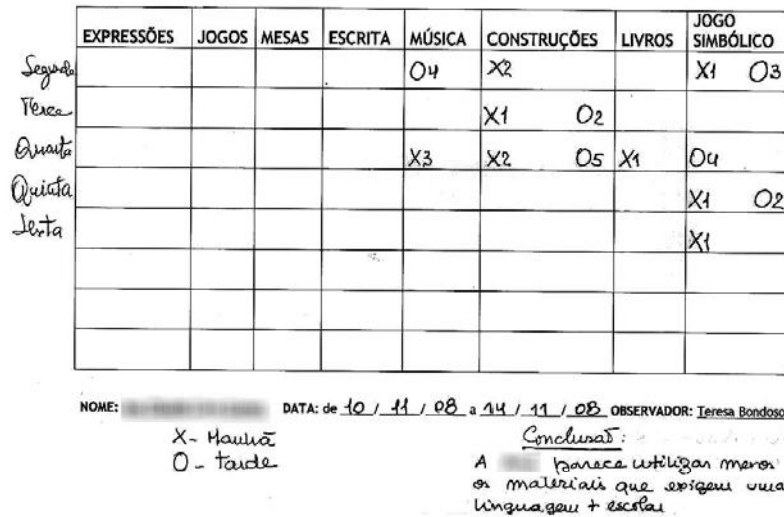 EXPRESSÕES JOGOS MESAS ESCRITA MÚSICA CONSTRUÇÕES LIVROS JOGO SIMBÓLICO
Segunda O4 X2 X1 O3
Terça X1 O2
Quarta X3 X2 O5 X1 O4
Quinta X1 O2
Sexta X1
NOME: DATA: de 10 / 11 / 08 a 14 / 11 / 08 OBSERVADOR: Teresa Bondoso
X - Manhã
O - tarde
Conclusão:
A parece utilizar menos
os materiais que exigem uma
linguagem + escolar